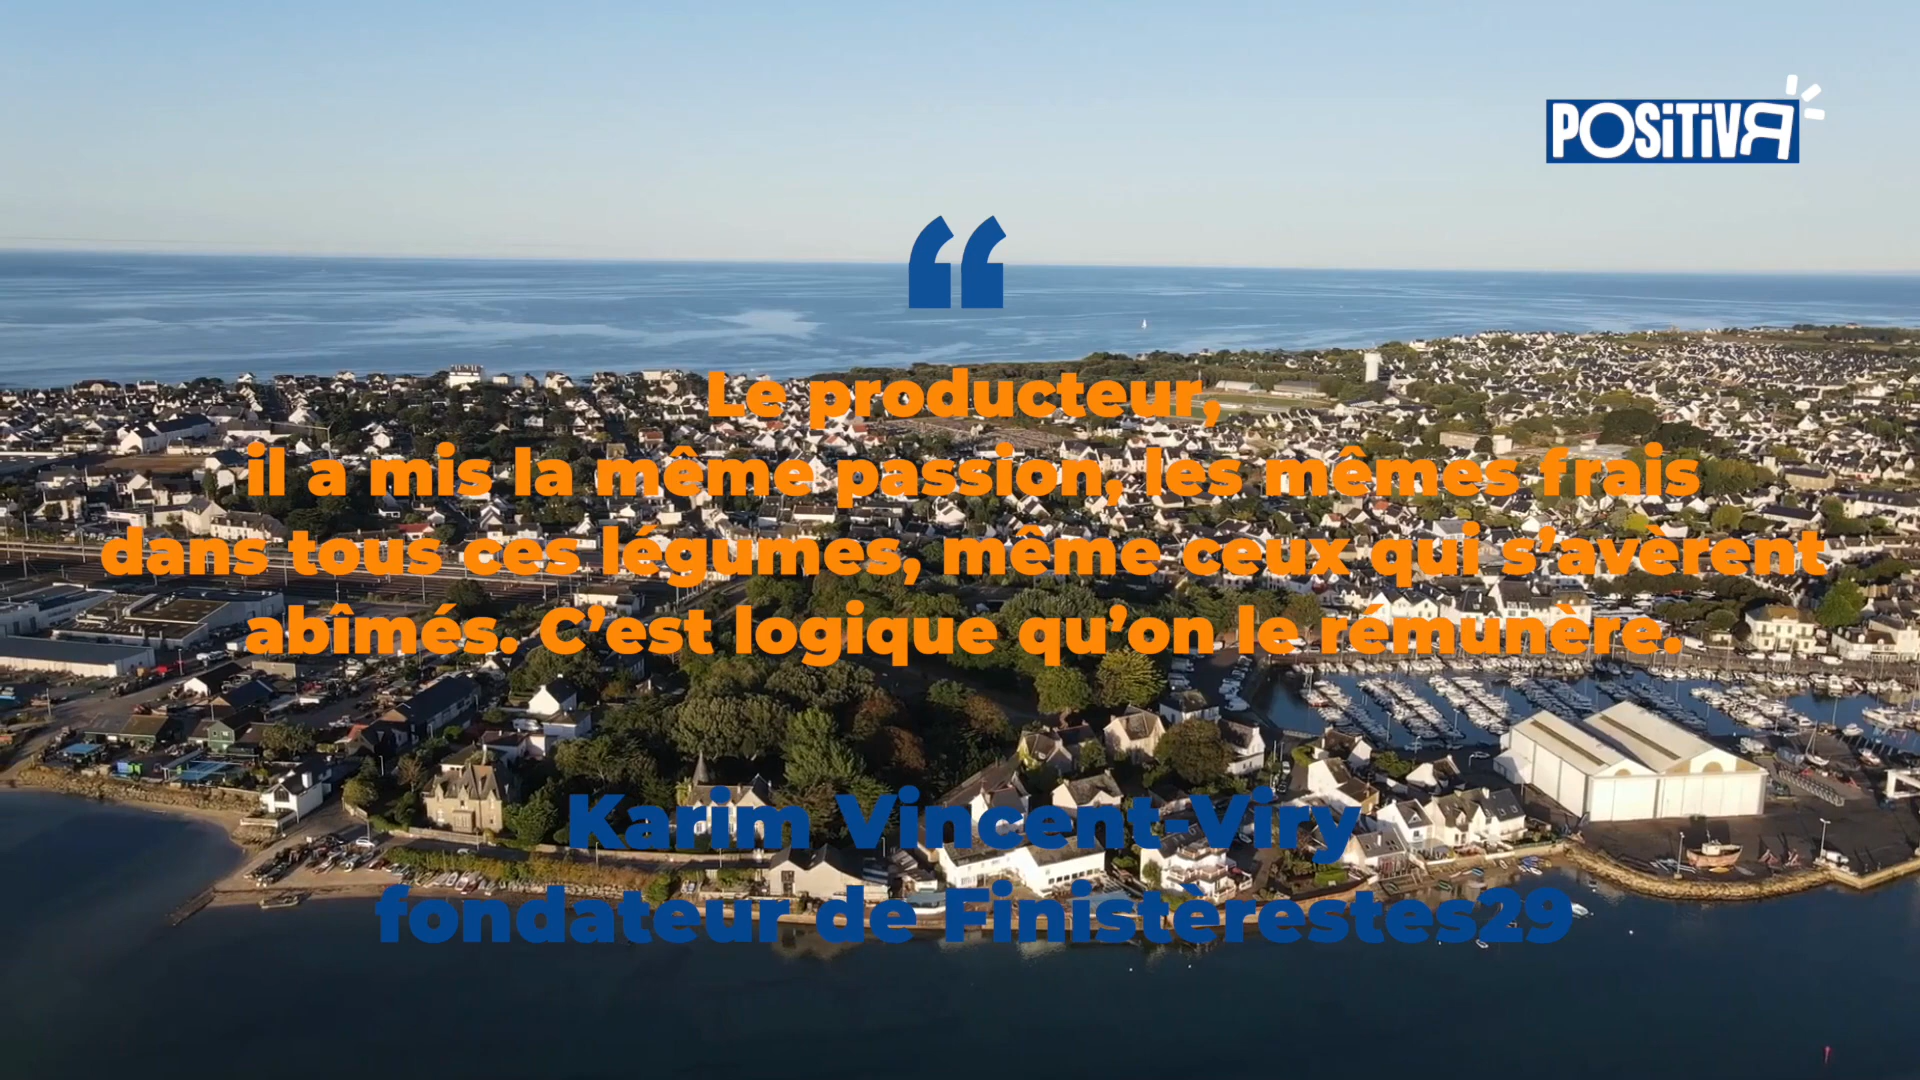 POSiTiVR
“
Le producteur,
il a mis la même passion, les mêmes frais
dans tous ces légumes, même ceux qui s’avèrent
abîmés. C’est logique qu’on le rémunère.
Karim Vincent-Viry
fondateur de Finistèrestes29